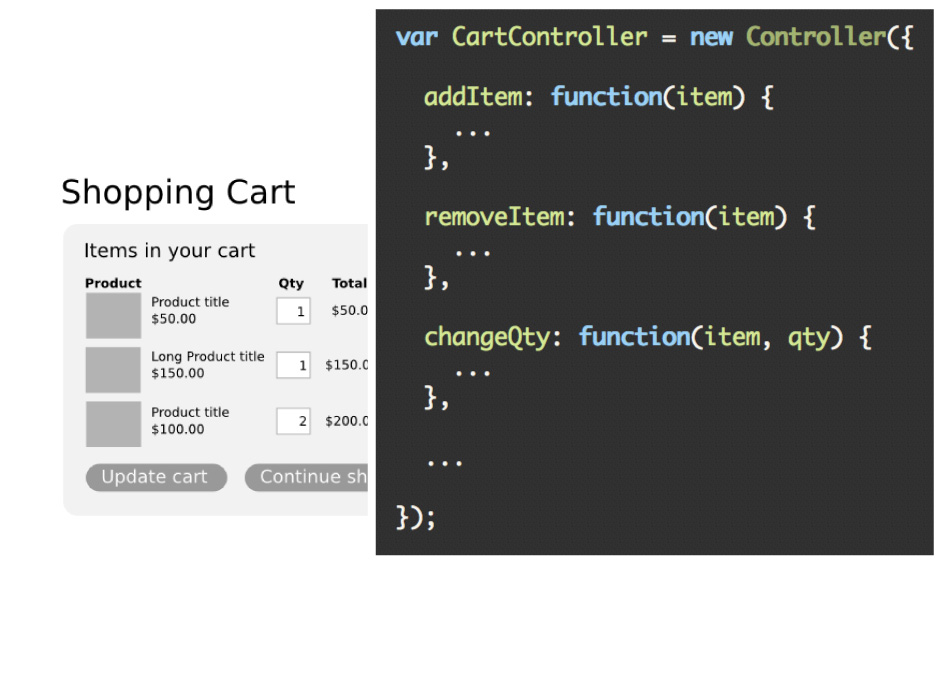 Shopping Cart
Items in your cart
Product Qty Total
Product title
$50.00
1 $50.0
Long Product title
$150.00
1 $150.0
Product title
$100.00
2 $200.0
Update cart Continue sh
var CartController = new Controller({
addItem: function(item) {
...
},
removeItem: function(item) {
...
},
changeQty: function(item, qty) {
...
},
...
});